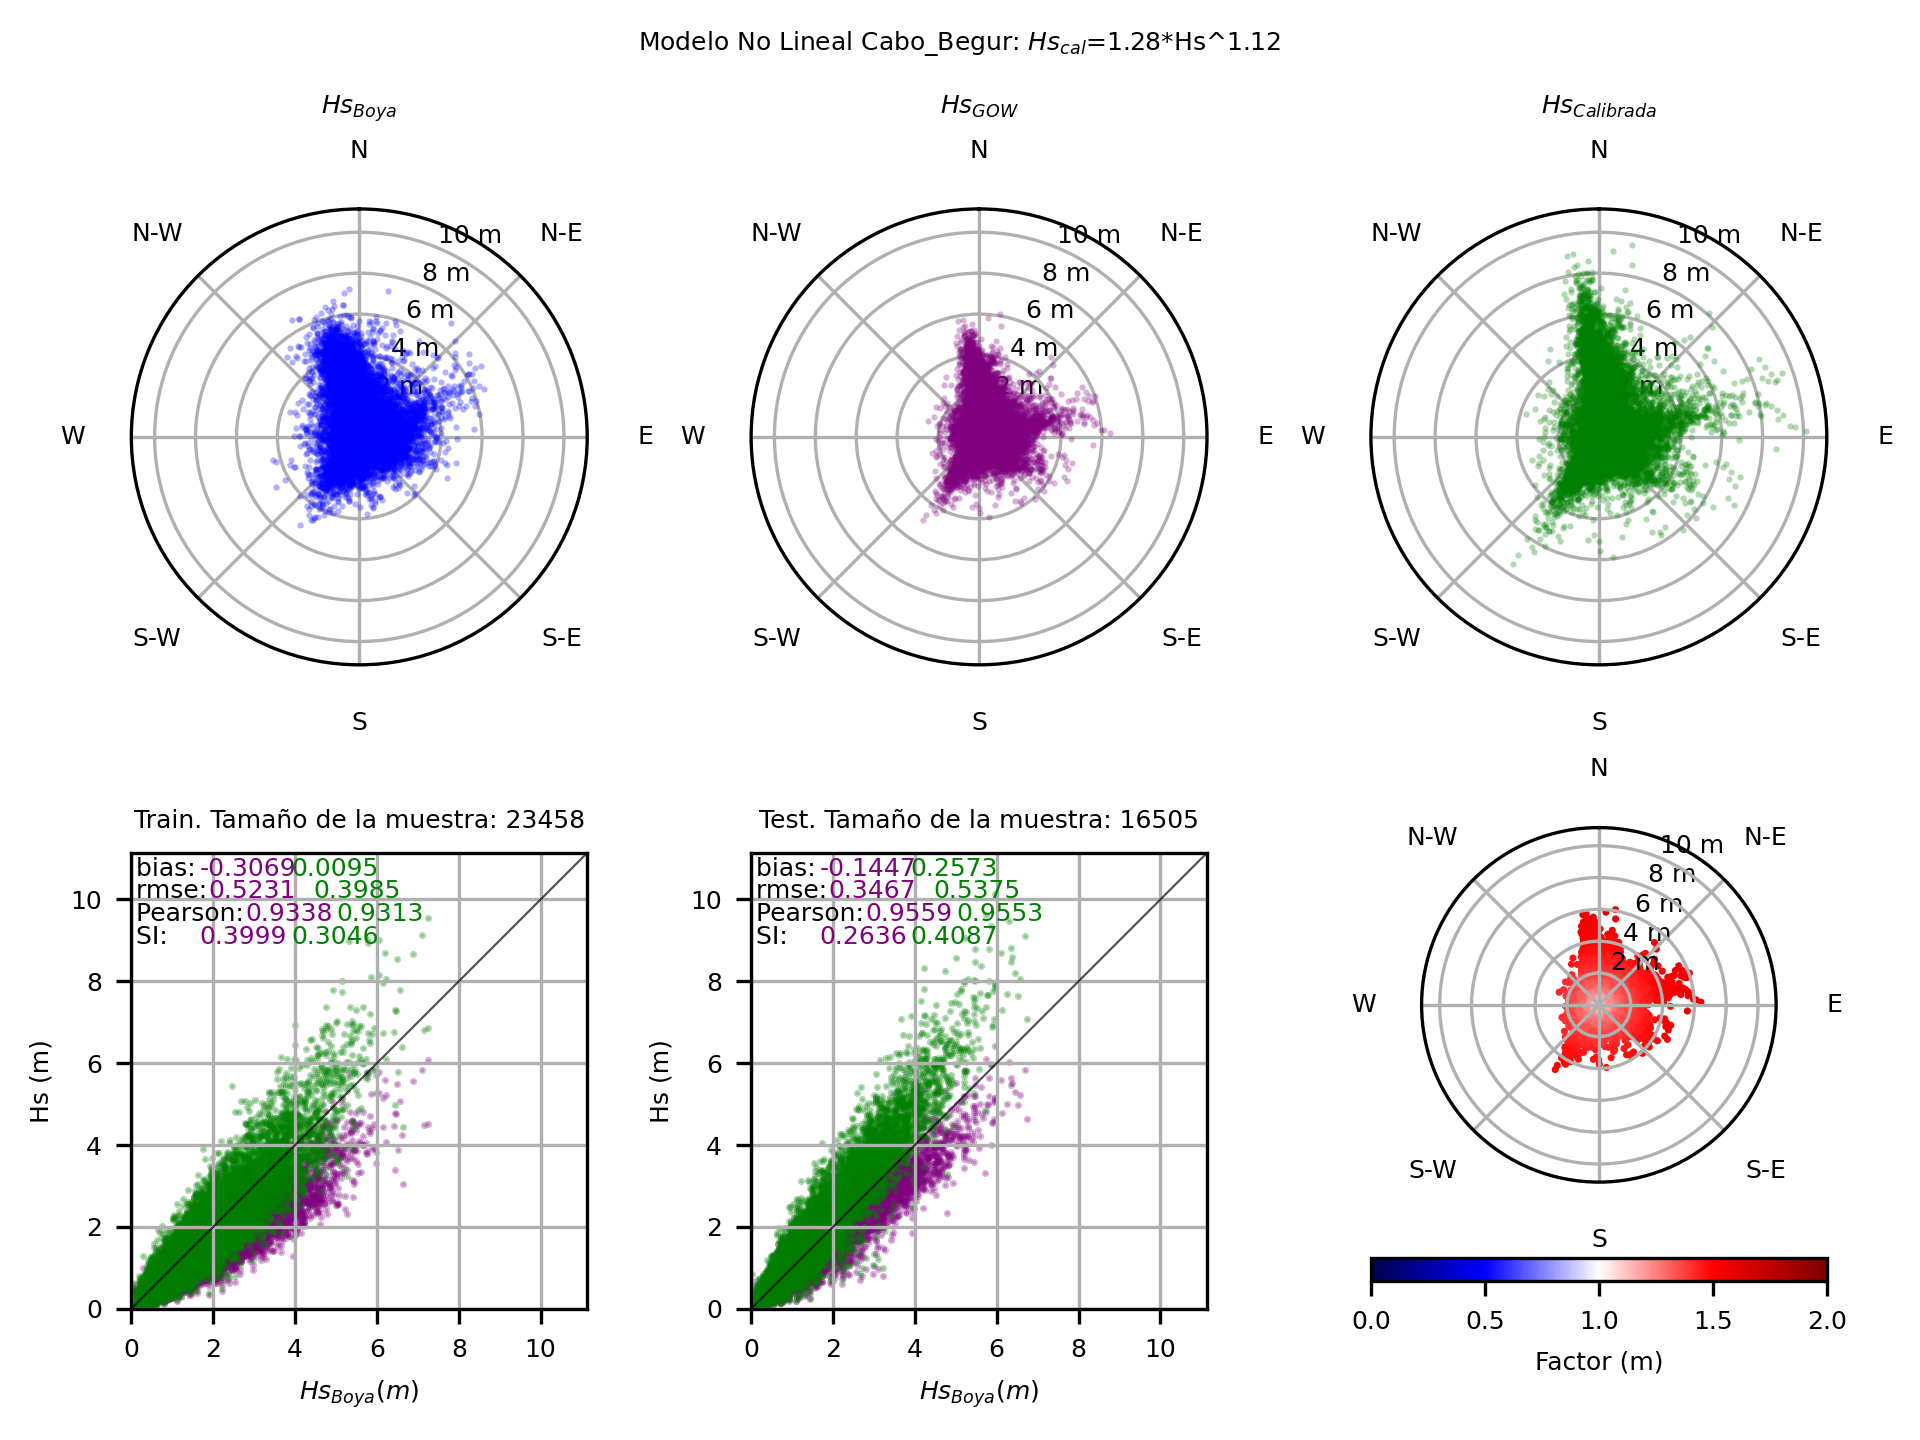 Modelo No Lineal Cabo_Begur: Hs_cal=1.28*Hs^1.12
Hs_Boya
N
N-W
N-E
10 m
8 m
6 m
4 m
2 m
W
E
S-W
S-E
S
Hs_GOW
N
N-W
N-E
10 m
8 m
6 m
4 m
2 m
W
E
S-W
S-E
S
Hs_Calibrada
N
N-W
N-E
10 m
8 m
6 m
4 m
m
W
E
S-W
S-E
S
Train. Tamaño de la muestra: 23458
bias: -0.3069 0.0095
rmse: 0.5231 0.3985
Pearson: 0.9338 0.9313
SI: 0.3999 0.3046
Hs (m)
10
8
6
4
2
0
0 2 4 6 8 10
Hs_Boya(m)
Test. Tamaño de la muestra: 16505
bias: -0.1447 0.2573
rmse: 0.3467 0.5375
Pearson: 0.9559 0.9553
SI: 0.2636 0.4087
Hs (m)
10
8
6
4
2
0
0 2 4 6 8 10
Hs_Boya(m)
N
N-W
N-E
10 m
8 m
6 m
4 m
2 m
W
E
S-W
S-E
S
0.0 0.5 1.0 1.5 2.0
Factor (m)